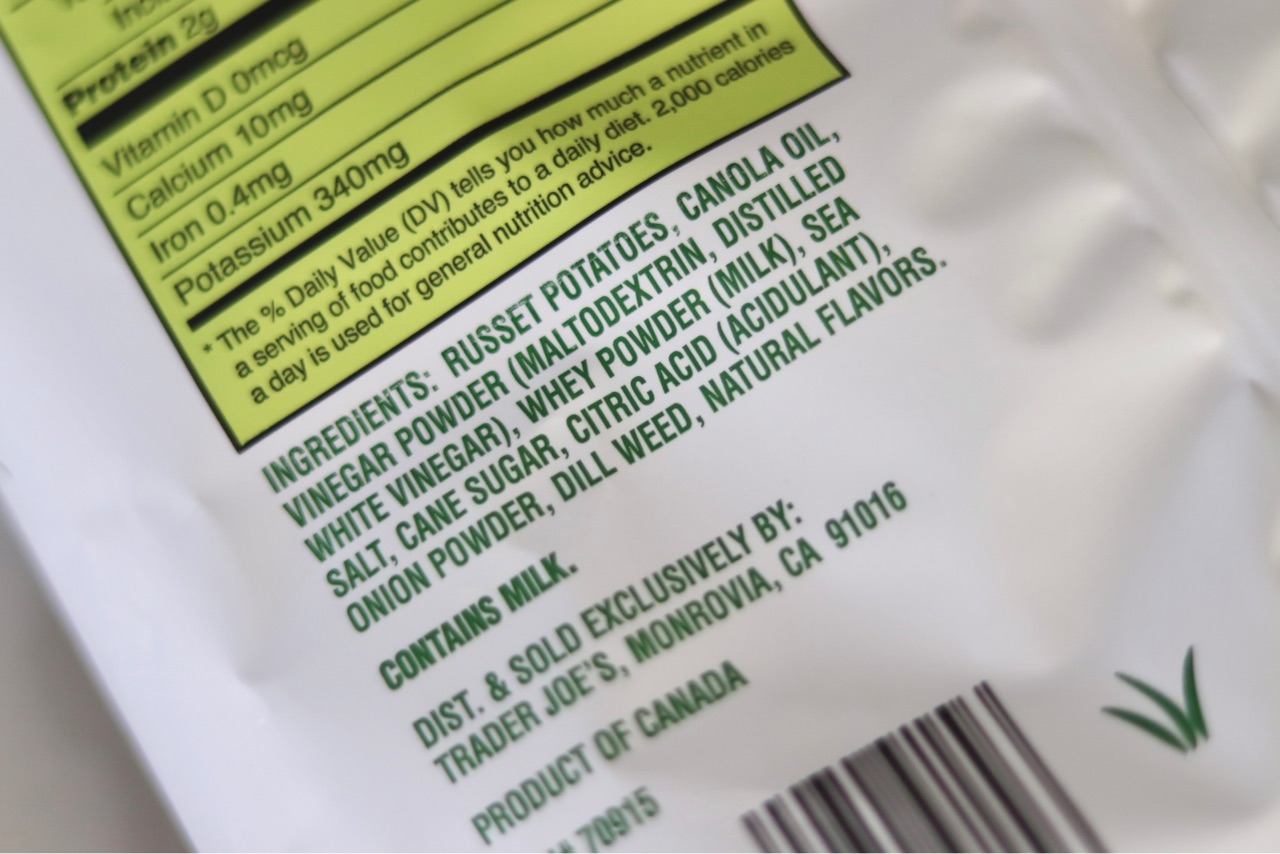 Protein 2g
Vitamin D 0mcg
Calcium 10mg
Iron 0.4mg
Potassium 340mg
* The % Daily Value (DV) tells you how much a nutrient in
a serving of food contributes to a daily diet. 2,000 calories
a day is used for general nutrition advice.
INGREDIENTS: RUSSET POTATOES, CANOLA OIL,
VINEGAR POWDER (MALTODEXTRIN, DISTILLED
WHITE VINEGAR), WHEY POWDER (MILK), SEA
SALT, CANE SUGAR, CITRIC ACID (ACIDULANT),
ONION POWDER, DILL WEED, NATURAL FLAVORS.
CONTAINS MILK.
DIST. & SOLD EXCLUSIVELY BY:
TRADER JOE'S, MONROVIA, CA 91016
PRODUCT OF CANADA
70915